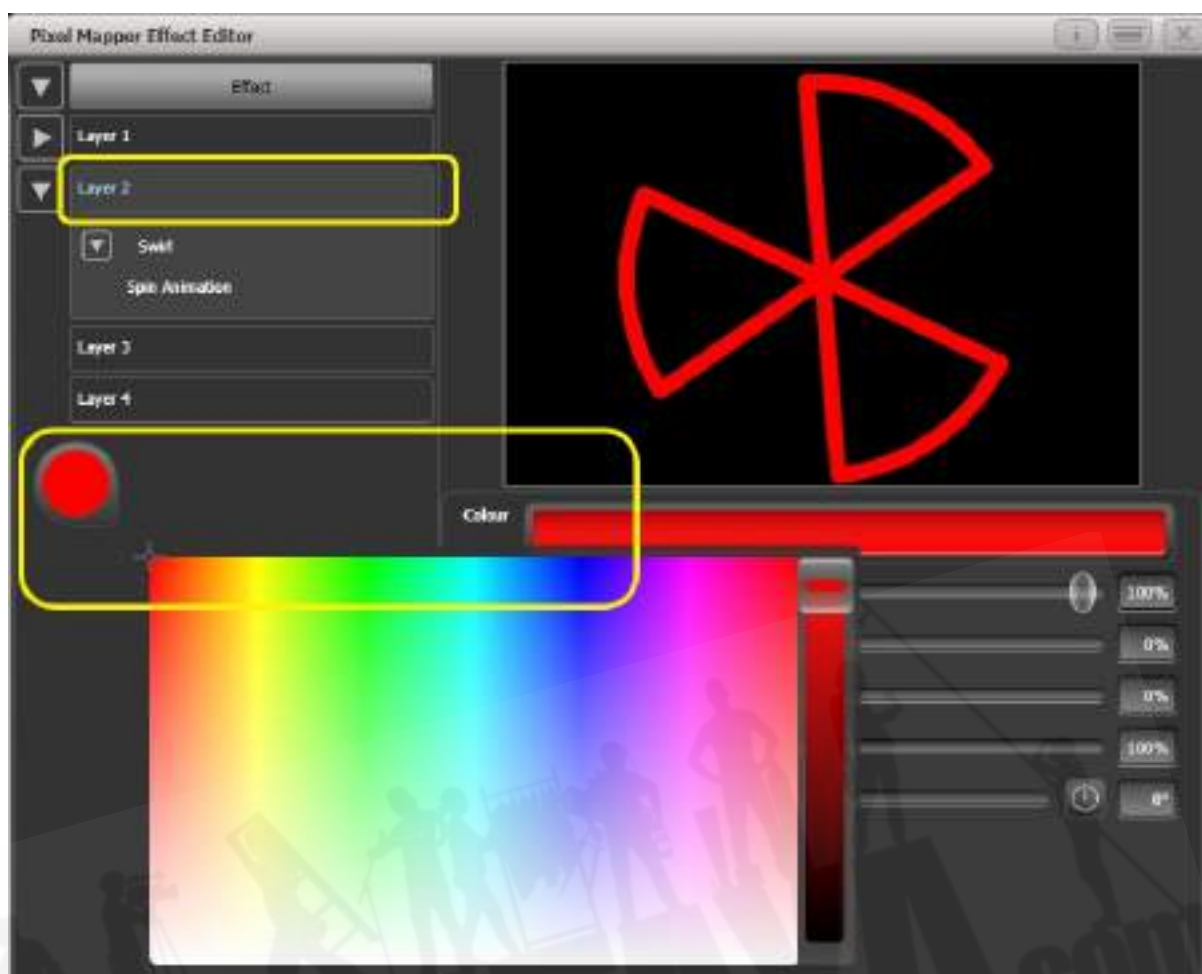 Pixel Mapper Effect Editor
Effect
Layer 1
Layer 2
Swirl
Spin Animation
Layer 3
Layer 4
Colour
100%
0%
0%
100%
0°
.com